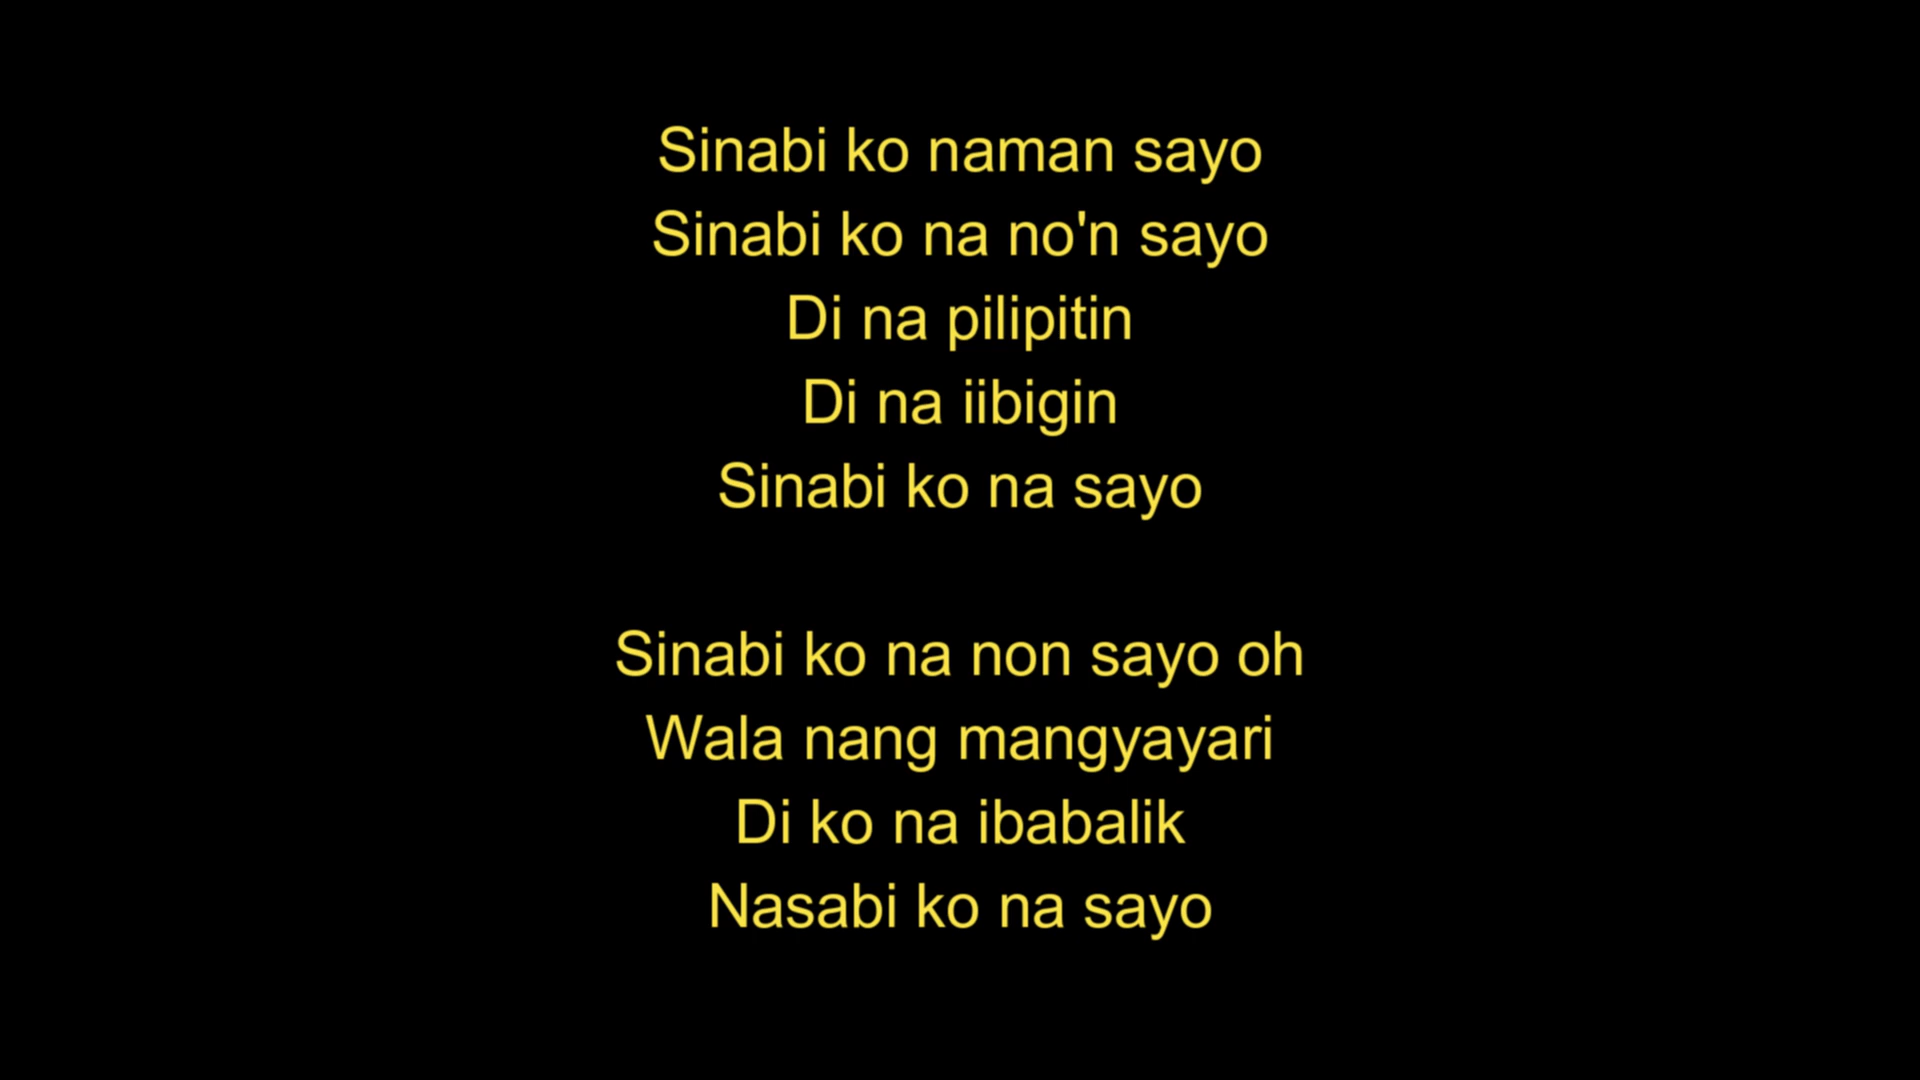 Sinabi ko naman sayo
Sinabi ko na no'n sayo
Di na pilipitin
Di na iibigin
Sinabi ko na sayo
Sinabi ko na non sayo oh
Wala nang mangyayari
Di ko na ibabalik
Nasabi ko na sayo